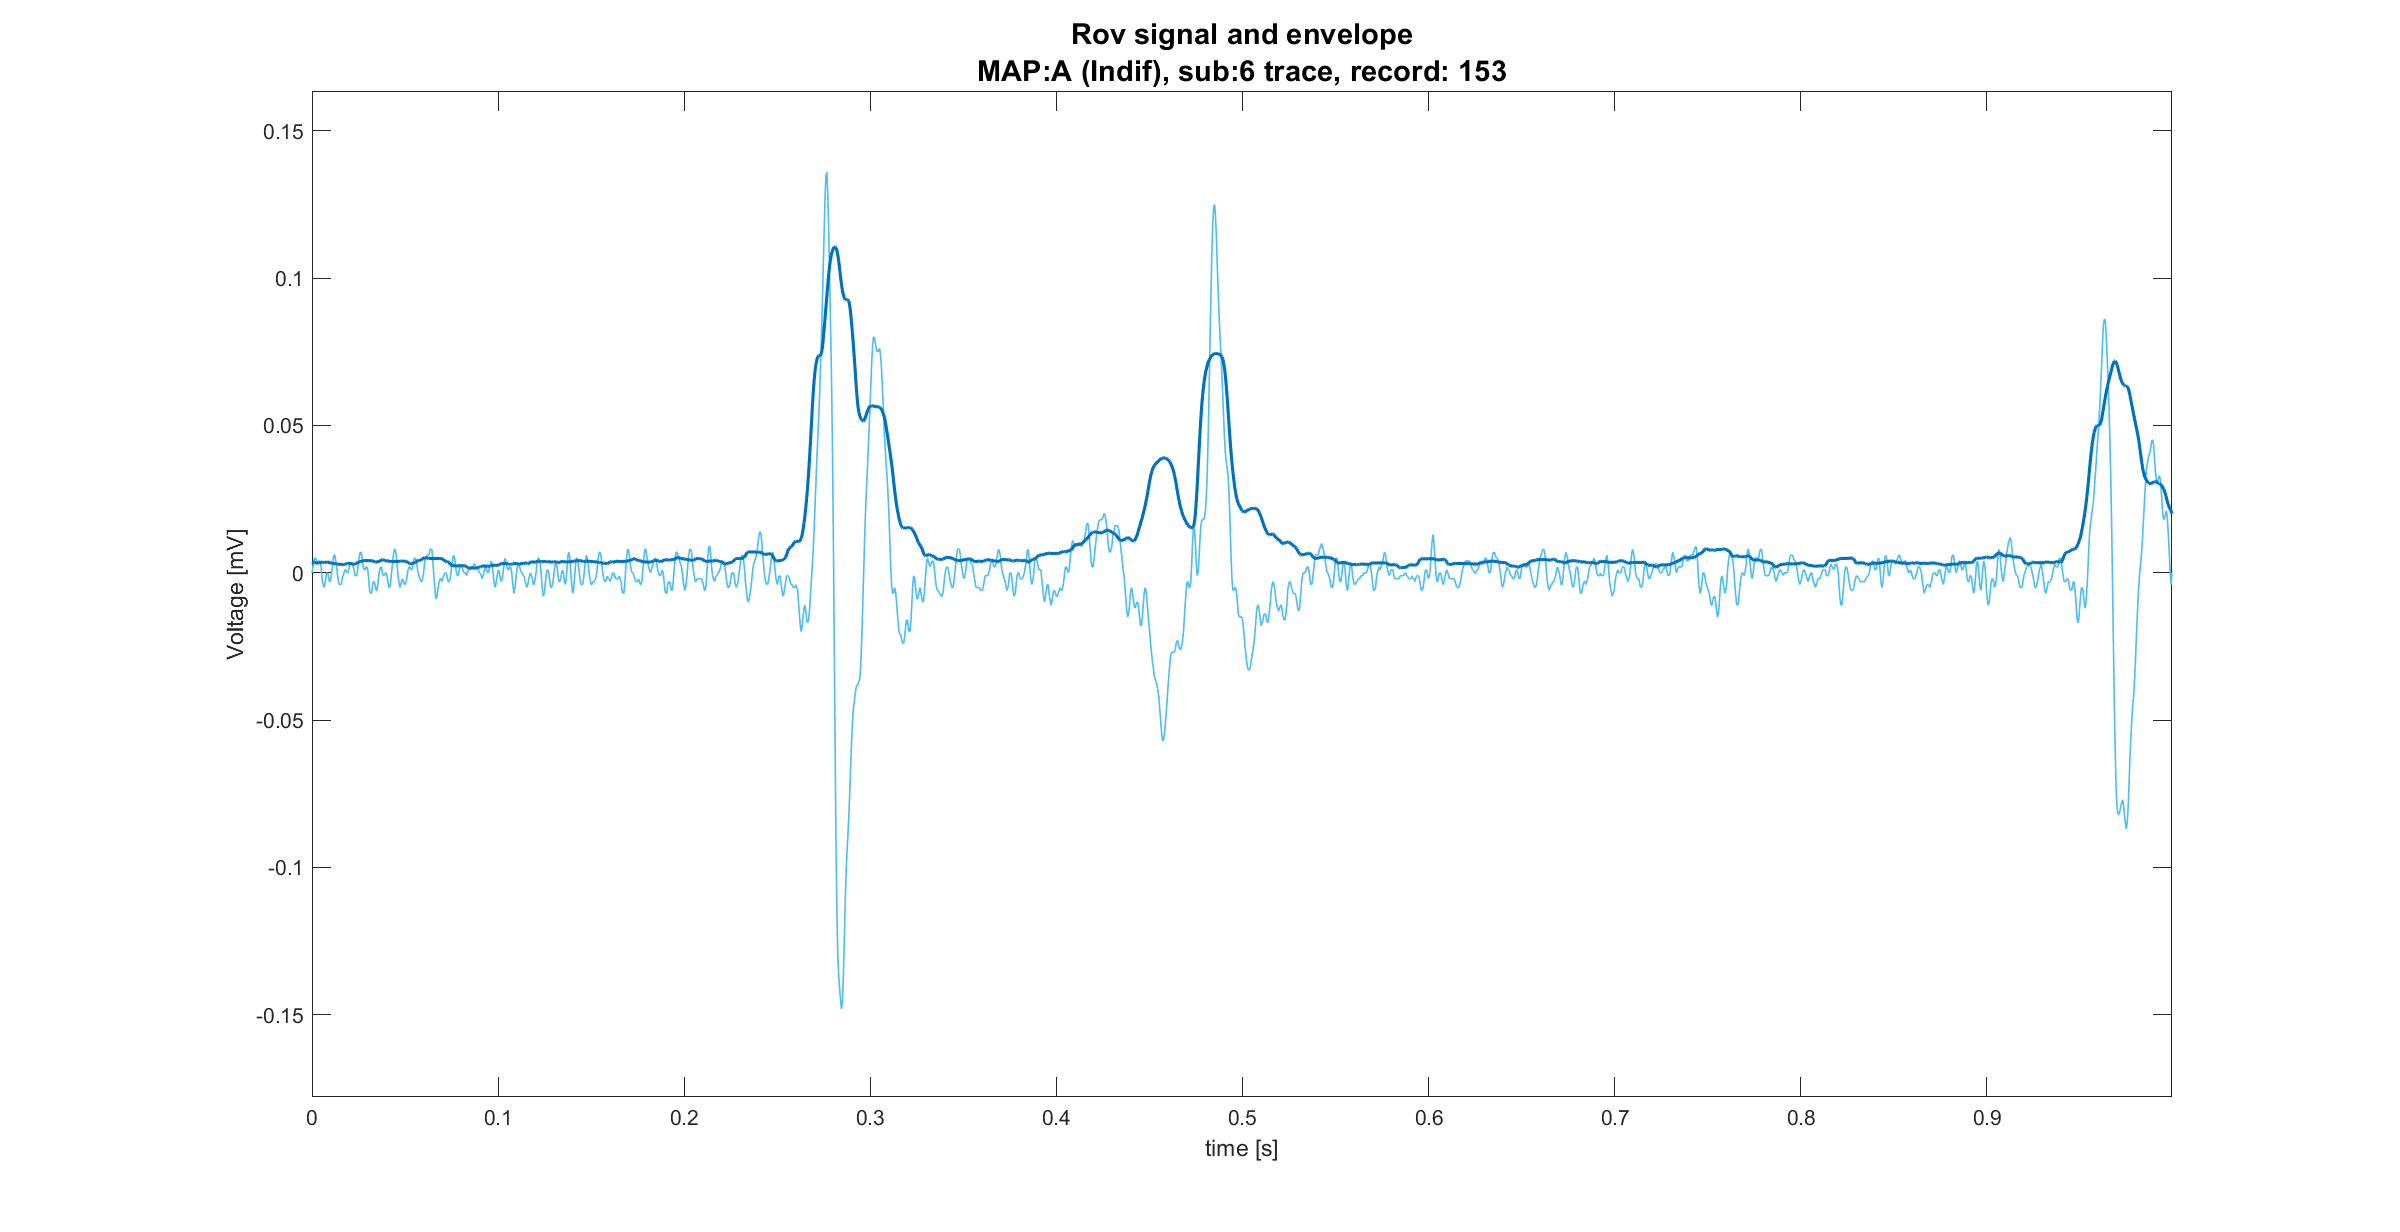 Rov signal and envelope
MAP:A (Indif), sub:6 trace, record: 153
0.15
0.1
0.05
0
-0.05
-0.1
-0.15
Voltage [mV]
0 0.1 0.2 0.3 0.4 0.5 0.6 0.7 0.8 0.9
time [s]